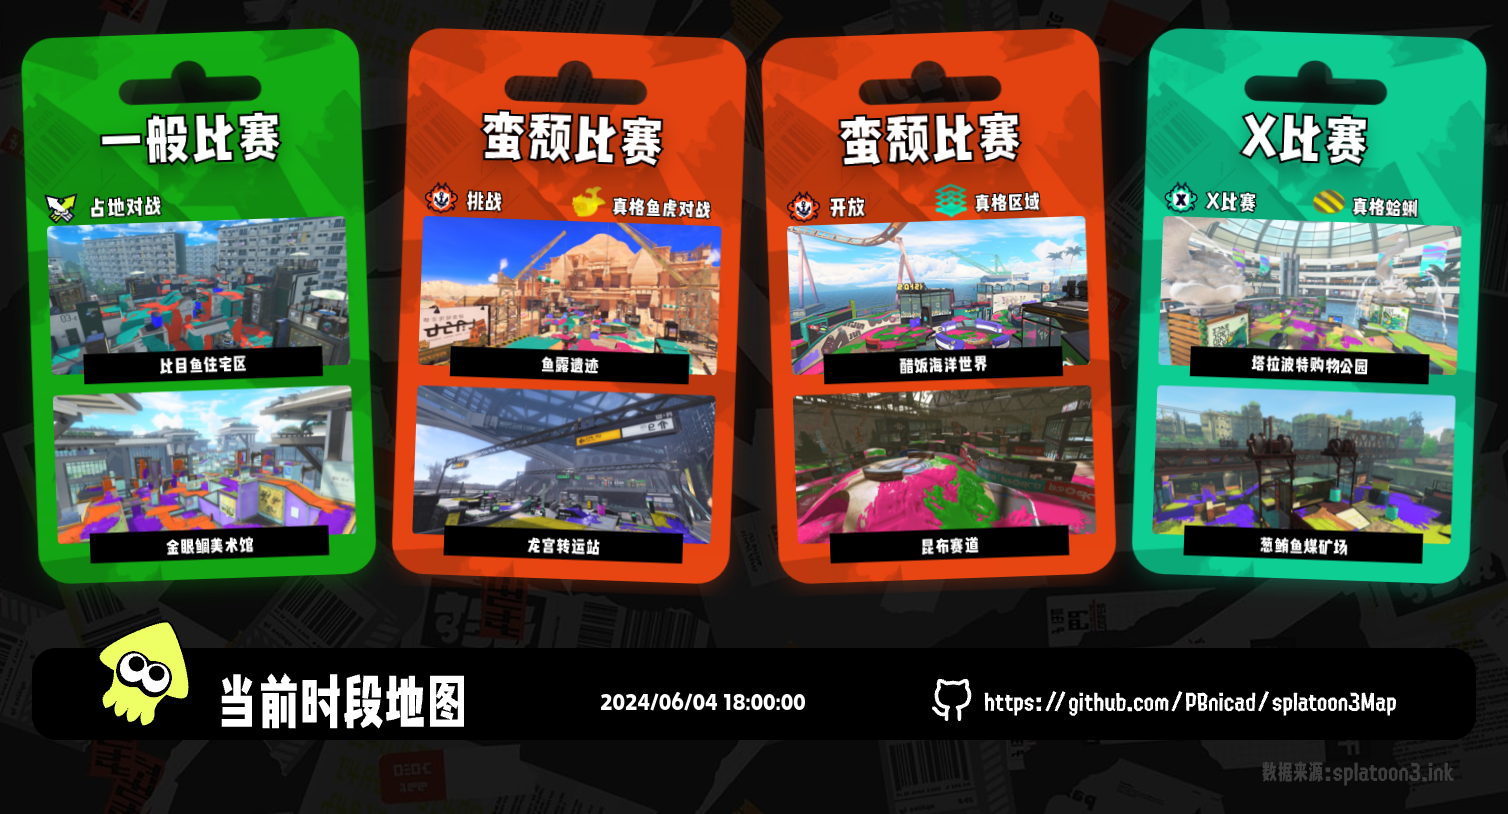 一般比赛
占地对战
比目鱼住宅区
金眼鲷美术馆
蛮颓比赛
挑战
真格鱼虎对战
鱼露遗迹
龙宫转运站
蛮颓比赛
开放
真格区域
醋饭海洋世界
昆布赛道
X比赛
X比赛
真格蛤蜊
塔拉波特购物公园
葱鲔鱼煤矿场
当前时段地图
2024/06/04 18:00:00
https://github.com/PBnicad/splatoon3Map
数据来源:splatoon3.ink